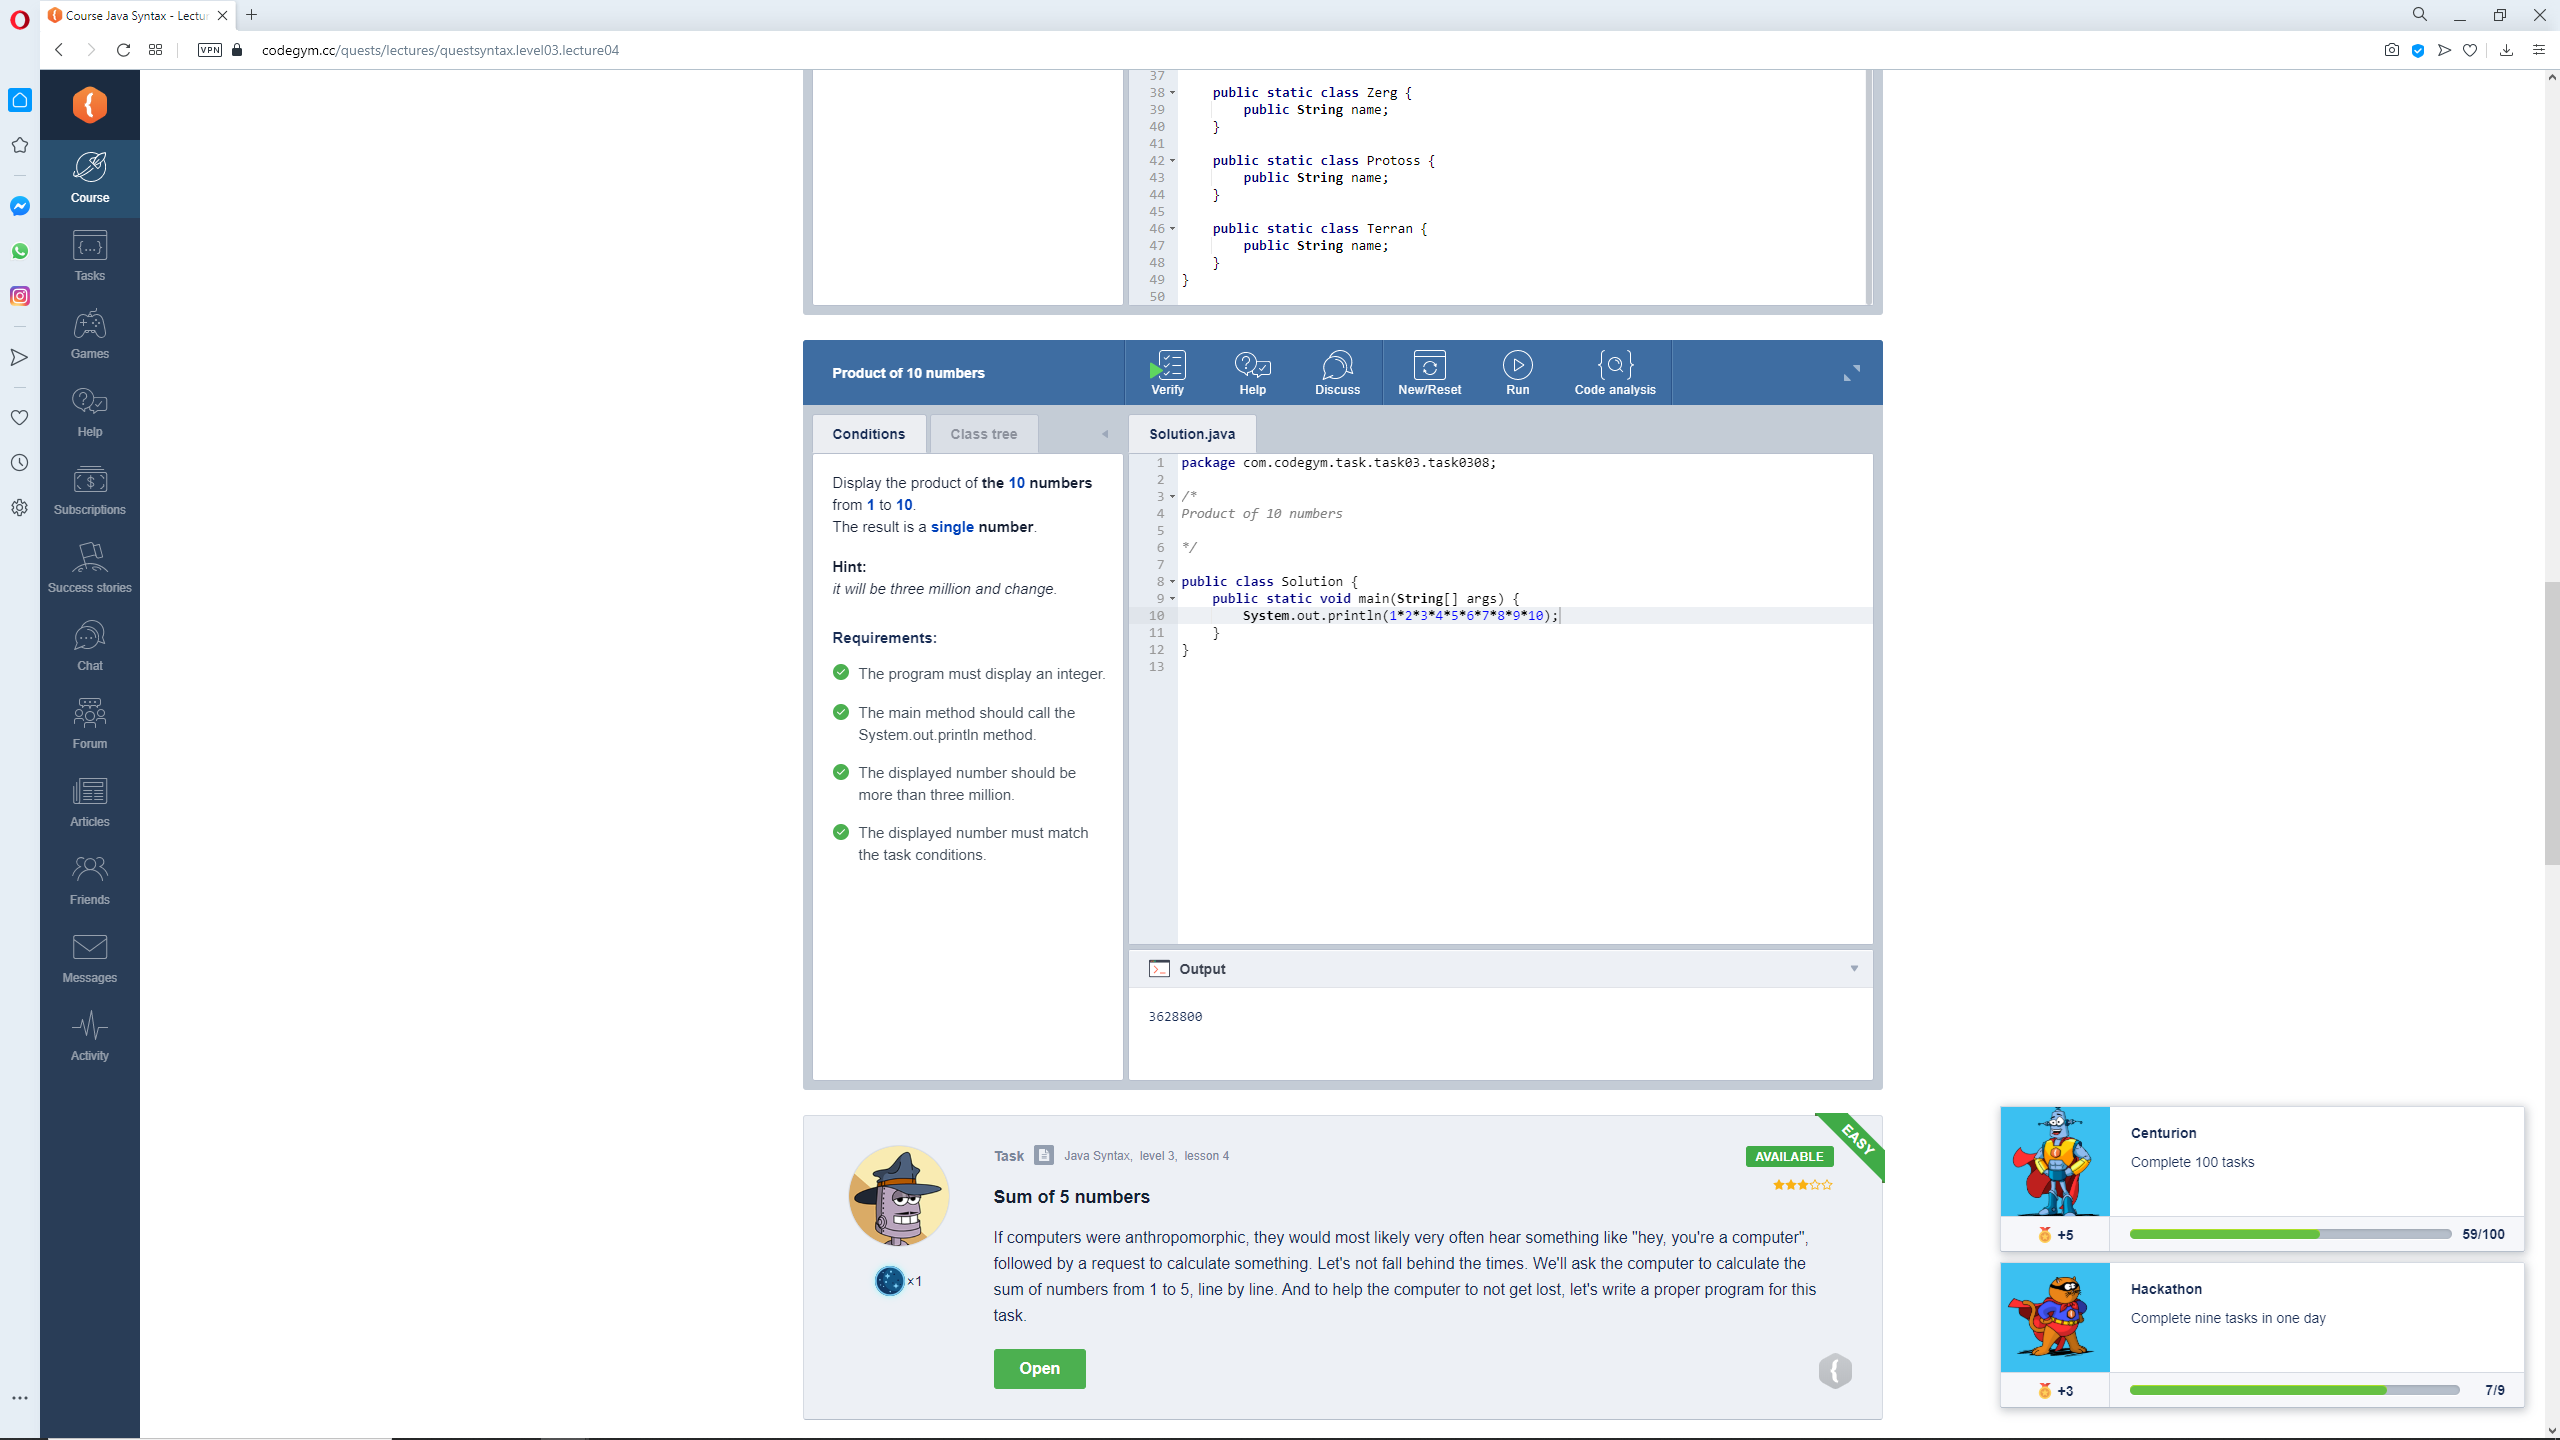 Course Java Syntax - Lectu
VPN
codegym.cc/quests/lectures/questsyntax.level03.lecture04
Course
Tasks
Games
Help
Subscriptions
Success stories
Chat
Forum
Articles
Friends
Messages
Activity
37
38 public static class Zerg {
39 public String name;
40 }
41
42 public static class Protoss {
43 public String name;
44 }
45
46 public static class Terran {
47 public String name;
48 }
49 }
50
Product of 10 numbers
Verify
Help
Discuss
New/Reset
Run
Code analysis
Conditions
Class tree
Solution.java
Display the product of the 10 numbers
from 1 to 10.
The result is a single number.
Hint:
it will be three million and change.
Requirements:
The program must display an integer.
The main method should call the
System.out.println method.
The displayed number should be
more than three million.
The displayed number must match
the task conditions.
1 package com.codegym.task.task03.task0308;
2
3 /*
4 Product of 10 numbers
5
6 */
7
8 public class Solution {
9 public static void main(String[] args) {
10 System.out.println(1*2*3*4*5*6*7*8*9*10);
11 }
12 }
13
Output
3628800
EASY
Task Java Syntax, level 3, lesson 4
AVAILABLE
Sum of 5 numbers
If computers were anthropomorphic, they would most likely very often hear something like "hey, you're a computer",
followed by a request to calculate something. Let's not fall behind the times. We'll ask the computer to calculate the
sum of numbers from 1 to 5, line by line. And to help the computer to not get lost, let's write a proper program for this
task.
x1
Open
Centurion
Complete 100 tasks
+5
59/100
Hackathon
Complete nine tasks in one day
+3
7/9